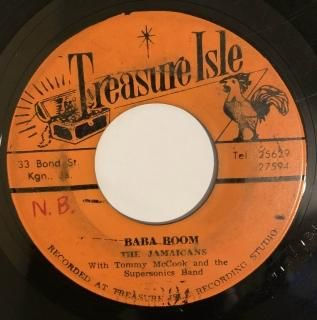 Treasure Isle
33 Bond St.
Kgn., Ja.
Tel: 25629
27594
N.B.
BABA BOOM
THE JAMAICANS
With Tommy McCook and the
Supersonics Band
RECORDED AT TREASURE ISLE RECORDING STUDIO